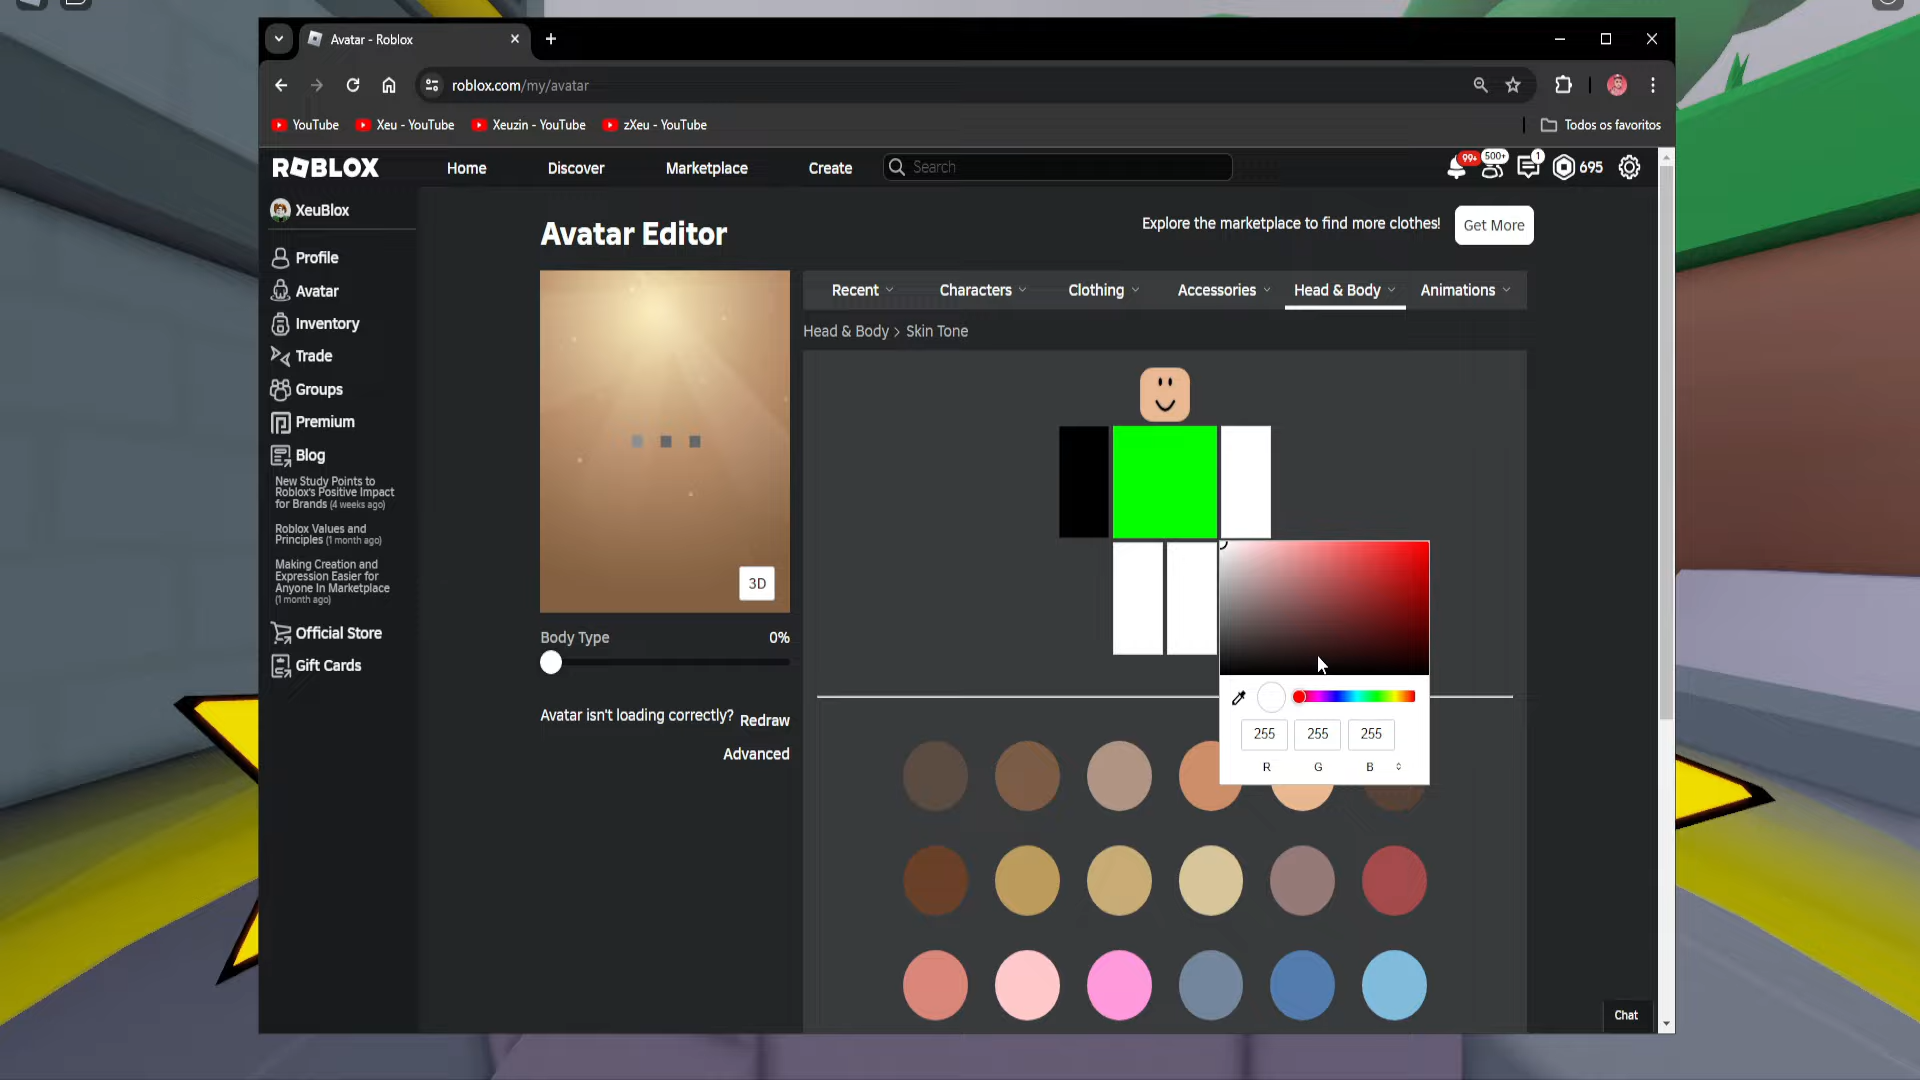 Avatar - Roblox
roblox.com/my/avatar
YouTube
Xeu - YouTube
Xeuzin - YouTube
zXeu - YouTube
Todos os favoritos
ROBLOX
Home
Discover
Marketplace
Create
Search
99+
500+
1
695
XeuBlox
Profile
Avatar
Inventory
Trade
Groups
Premium
Blog
New Study Points to
Roblox's Positive Impact
for Brands (4 weeks ago)
Roblox Values and
Principles (1 month ago)
Making Creation and
Expression Easier for
Anyone In Marketplace
(1 month ago)
Official Store
Gift Cards
Avatar Editor
Explore the marketplace to find more clothes!
Get More
3D
Body Type
0%
Avatar isn't loading correctly?
Redraw
Advanced
Recent
Characters
Clothing
Accessories
Head & Body
Animations
Head & Body > Skin Tone
255
255
255
R
G
B
Chat